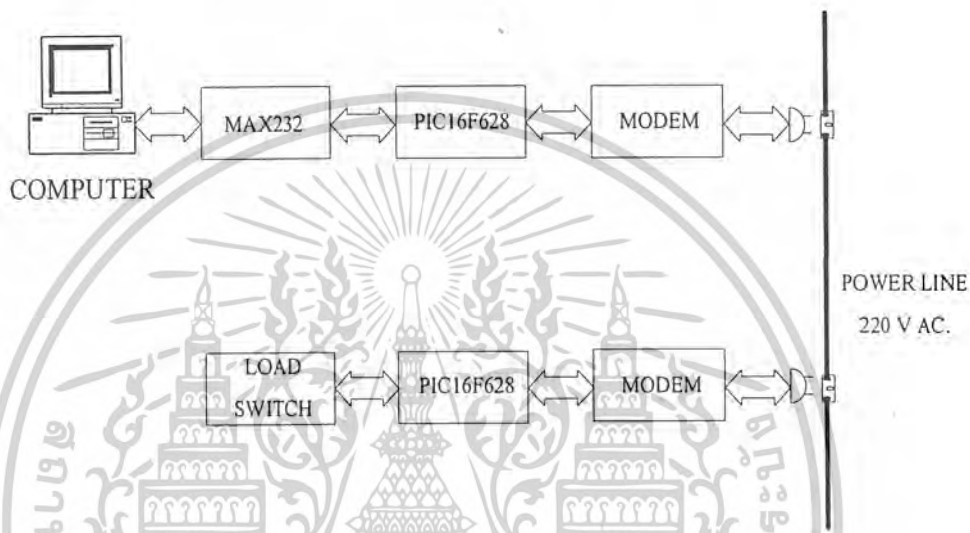 MAX232
PIC16F628
MODEM
COMPUTER
POWER LINE
220 V AC.
LOAD
SWITCH
PIC16F628
MODEM